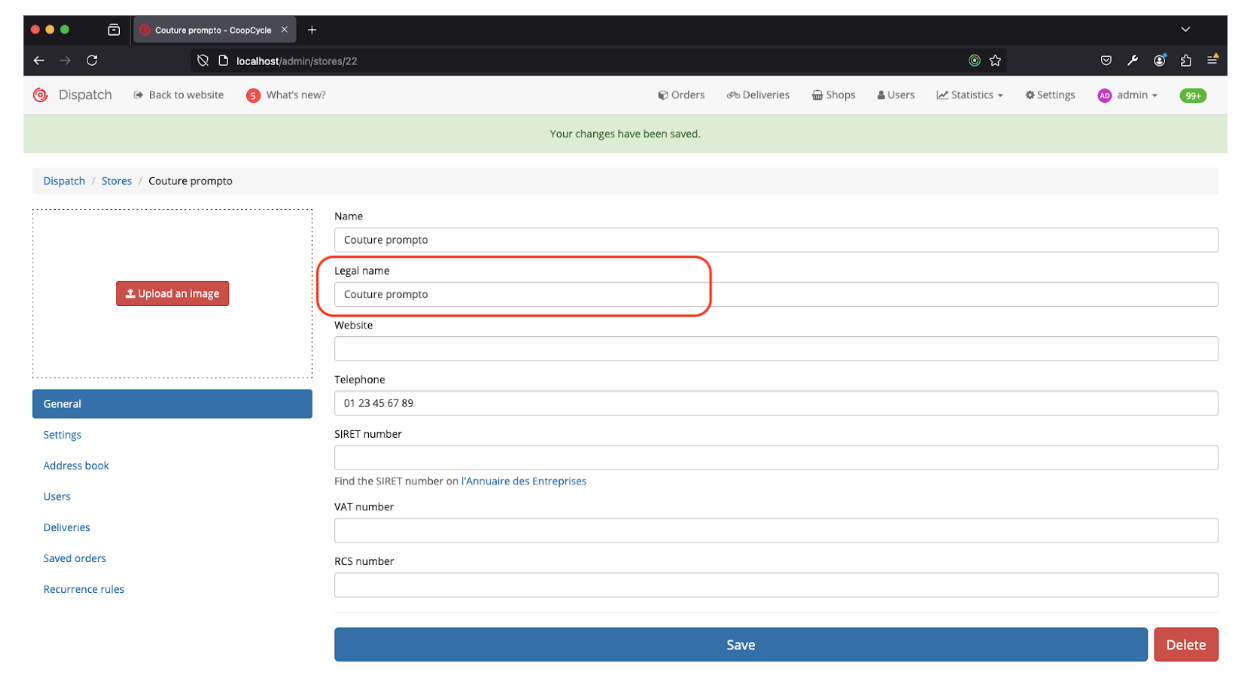 Couture prompto - CoopCycle
localhost/admin/stores/22
Dispatch Back to website 5 What's new? Orders Deliveries Shops Users Statistics Settings AD admin 99+
Your changes have been saved.
Dispatch / Stores / Couture prompto
Upload an image
General
Settings
Address book
Users
Deliveries
Saved orders
Recurrence rules
Name
Couture prompto
Legal name
Couture prompto
Website
Telephone
01 23 45 67 89
SIRET number
Find the SIRET number on l'Annuaire des Entreprises
VAT number
RCS number
Save Delete